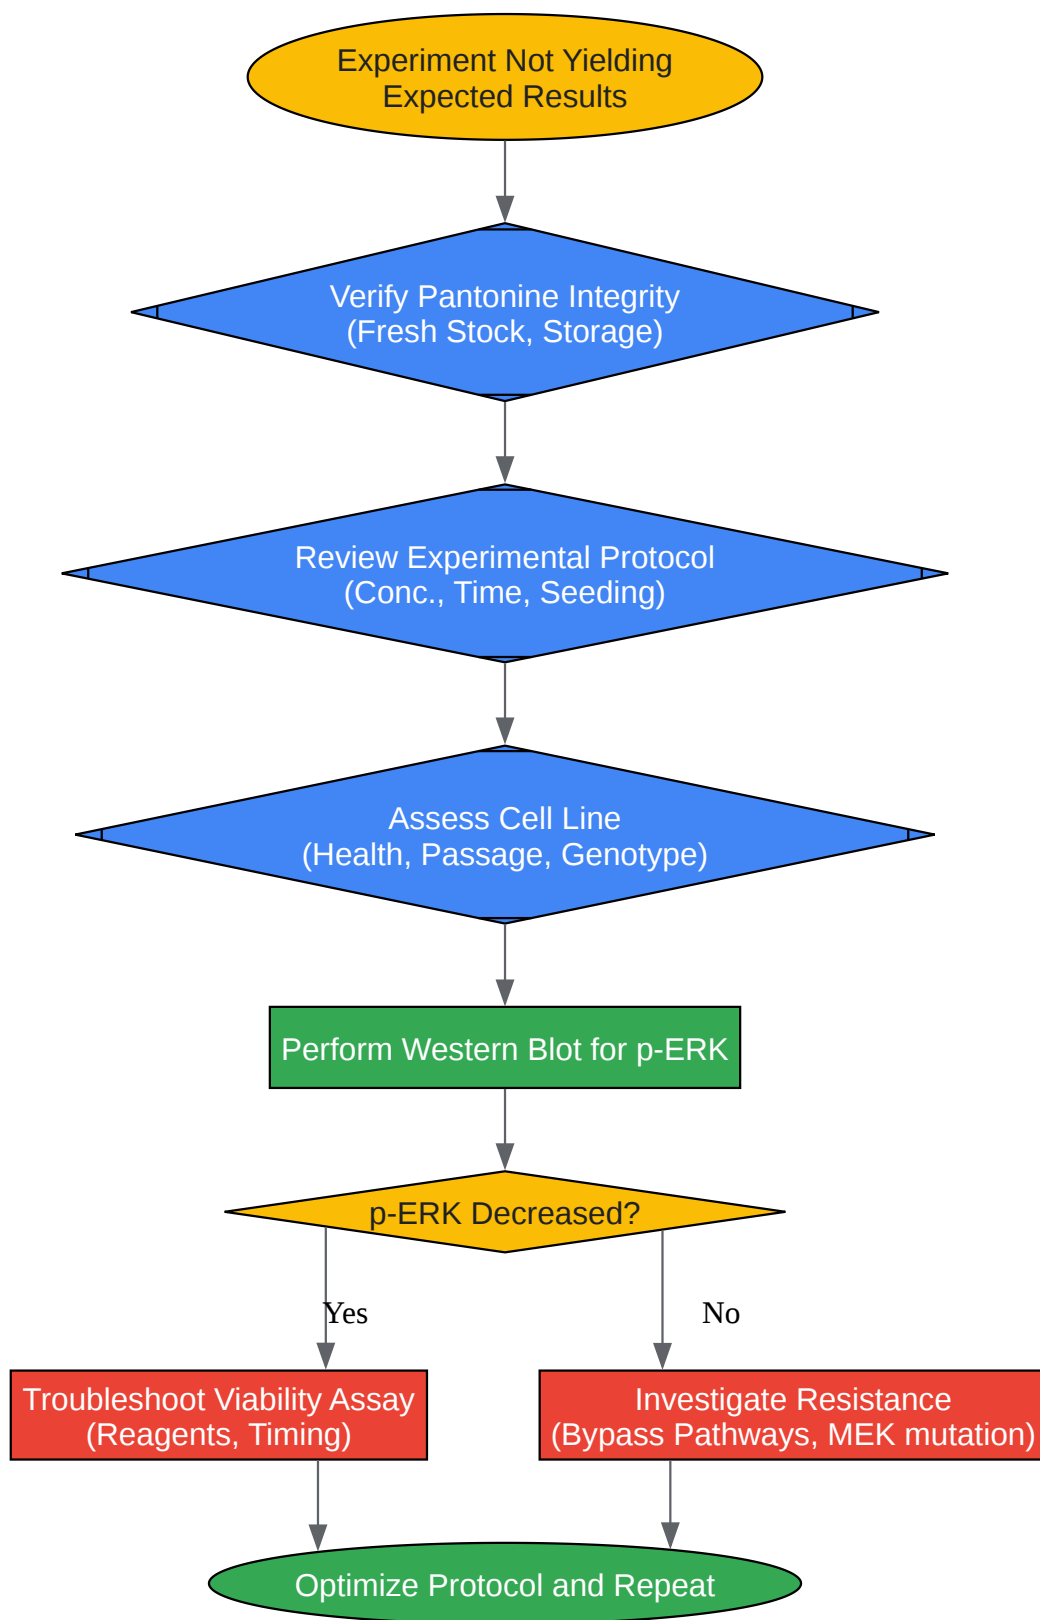 Experiment Not Yielding
Expected Results
Verify Pantonine Integrity
(Fresh Stock, Storage)
Review Experimental Protocol
(Conc., Time, Seeding)
Assess Cell Line
(Health, Passage, Genotype)
Perform Western Blot for p-ERK
p-ERK Decreased?
Yes
No
Troubleshoot Viability Assay
(Reagents, Timing)
Investigate Resistance
(Bypass Pathways, MEK mutation)
Optimize Protocol and Repeat